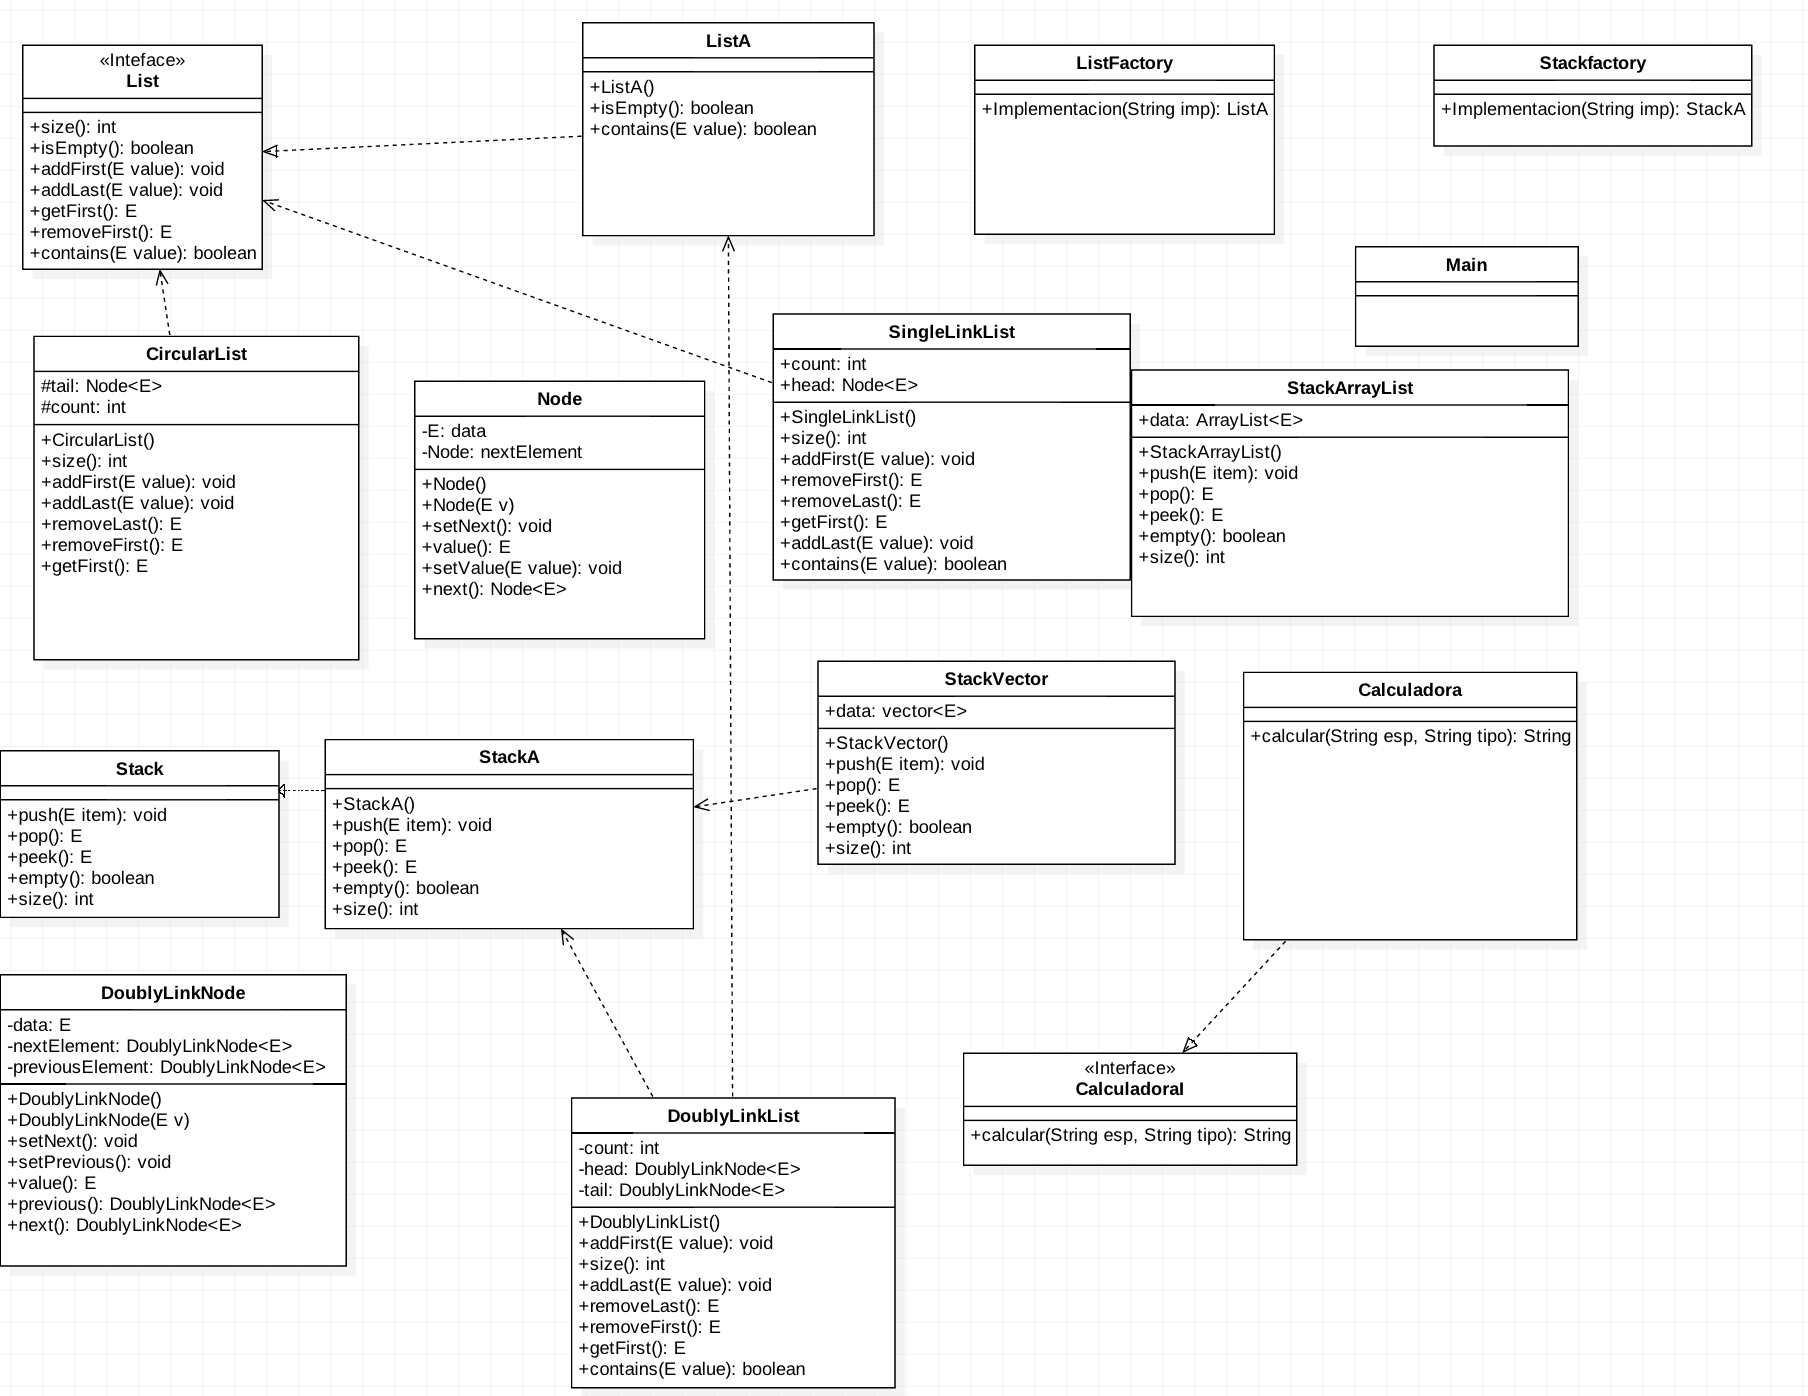 «Inteface»
List
+size(): int
+isEmpty(): boolean
+addFirst(E value): void
+addLast(E value): void
+getFirst(): E
+removeFirst(): E
+contains(E value): boolean
ListA
+ListA()
+isEmpty(): boolean
+contains(E value): boolean
ListFactory
+Implementacion(String imp): ListA
Stackfactory
+Implementacion(String imp): StackA
Main
CircularList
#tail: Node<E>
#count: int
+CircularList()
+size(): int
+addFirst(E value): void
+addLast(E value): void
+removeLast(): E
+removeFirst(): E
+getFirst(): E
Node
-E: data
-Node: nextElement
+Node()
+Node(E v)
+setNext(): void
+value(): E
+setValue(E value): void
+next(): Node<E>
SingleLinkList
+count: int
+head: Node<E>
+SingleLinkList()
+size(): int
+addFirst(E value): void
+removeFirst(): E
+removeLast(): E
+getFirst(): E
+addLast(E value): void
+contains(E value): boolean
StackArrayList
+data: ArrayList<E>
+StackArrayList()
+push(E item): void
+pop(): E
+peek(): E
+empty(): boolean
+size(): int
Stack
+push(E item): void
+pop(): E
+peek(): E
+empty(): boolean
+size(): int
StackA
+StackA()
+push(E item): void
+pop(): E
+peek(): E
+empty(): boolean
+size(): int
StackVector
+data: vector<E>
+StackVector()
+push(E item): void
+pop(): E
+peek(): E
+empty(): boolean
+size(): int
Calculadora
+calcular(String esp, String tipo): String
DoublyLinkNode
-data: E
-nextElement: DoublyLinkNode<E>
-previousElement: DoublyLinkNode<E>
+DoublyLinkNode()
+DoublyLinkNode(E v)
+setNext(): void
+setPrevious(): void
+value(): E
+previous(): DoublyLinkNode<E>
+next(): DoublyLinkNode<E>
DoublyLinkList
-count: int
-head: DoublyLinkNode<E>
-tail: DoublyLinkNode<E>
+DoublyLinkList()
+addFirst(E value): void
+size(): int
+addLast(E value): void
+removeLast(): E
+removeFirst(): E
+getFirst(): E
+contains(E value): boolean
«Interface»
CalculadoraI
+calcular(String esp, String tipo): String